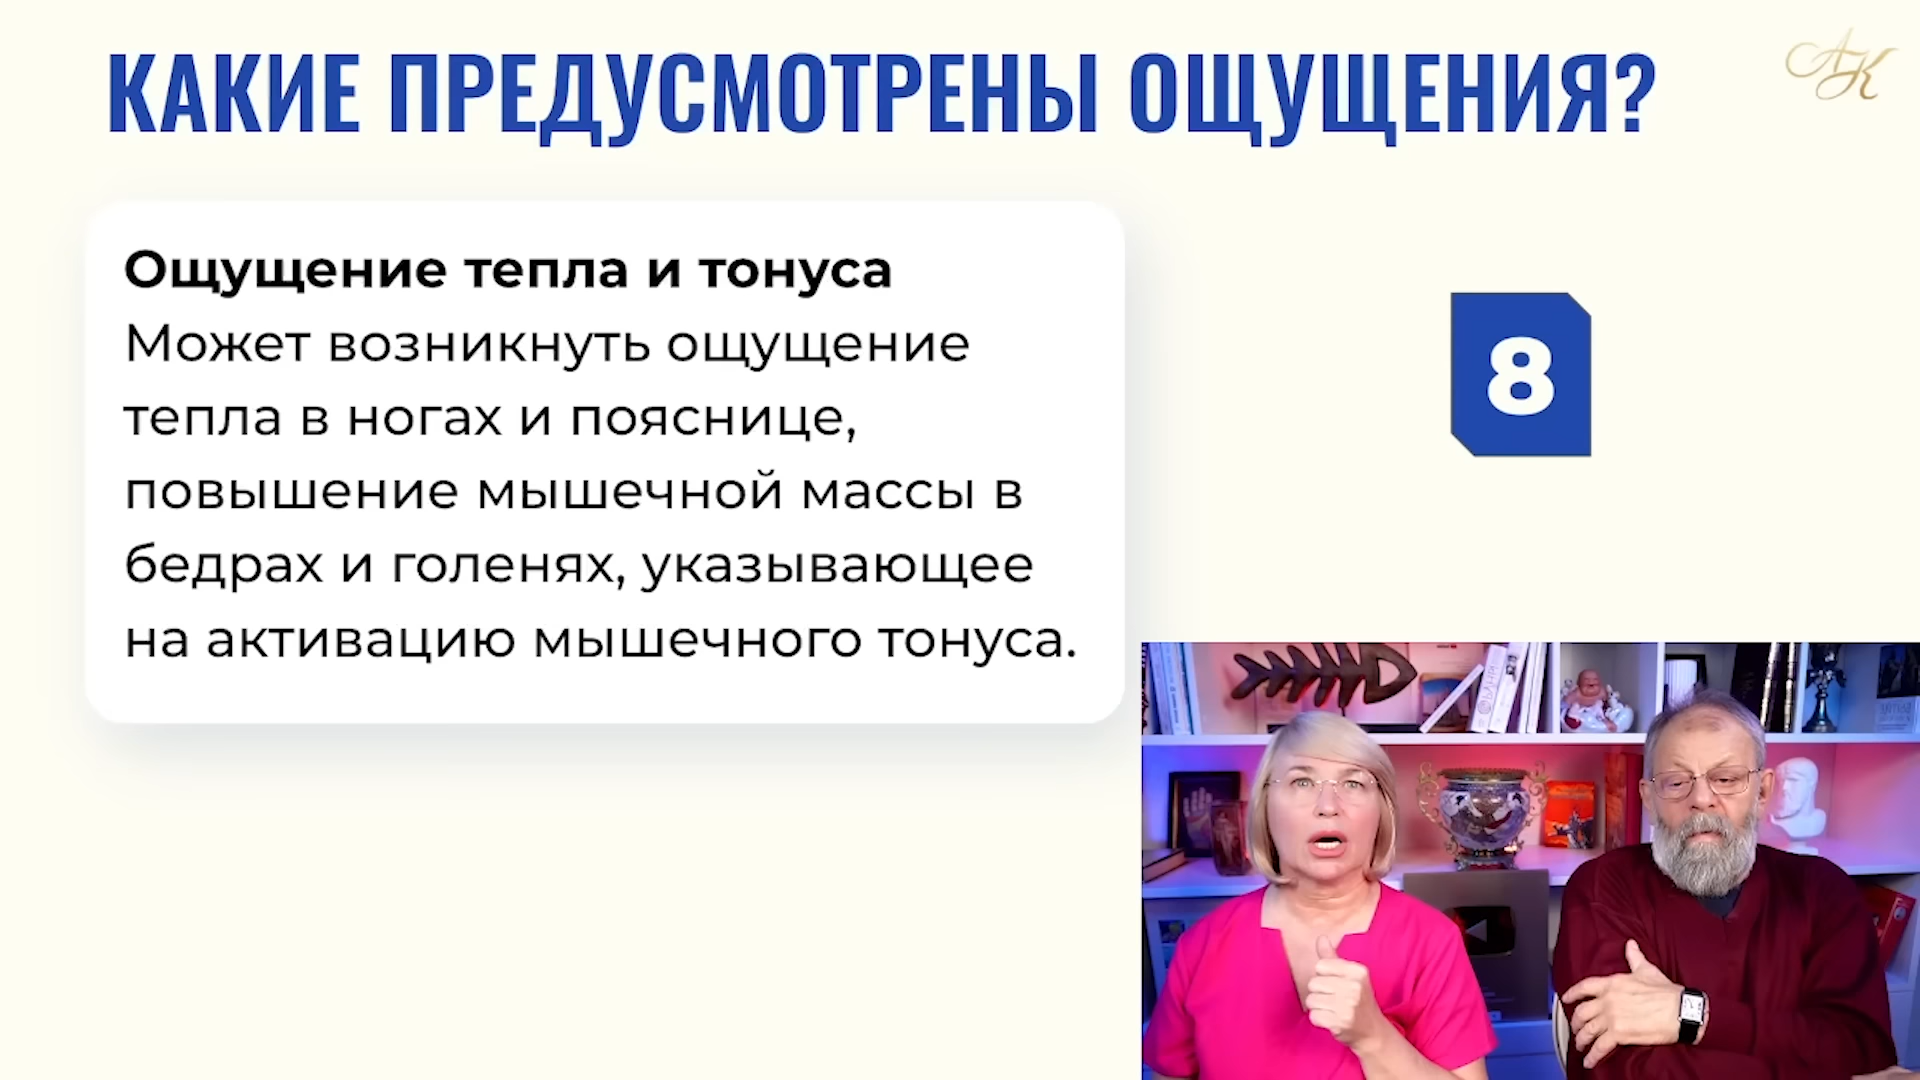 КАКИЕ ПРЕДУСМОТРЕНЫ ОЩУЩЕНИЯ?
АК
Ощущение тепла и тонуса
Может возникнуть ощущение
тепла в ногах и пояснице,
повышение мышечной массы в
бедрах и голенях, указывающее
на активацию мышечного тонуса.
8